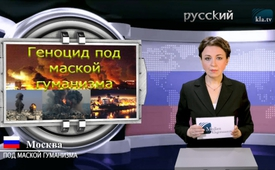 русский
kla.tv
Геноцид под
маской
гуманизма
Москва
ПОД МАСКОЙ ГУМАНИЗМА